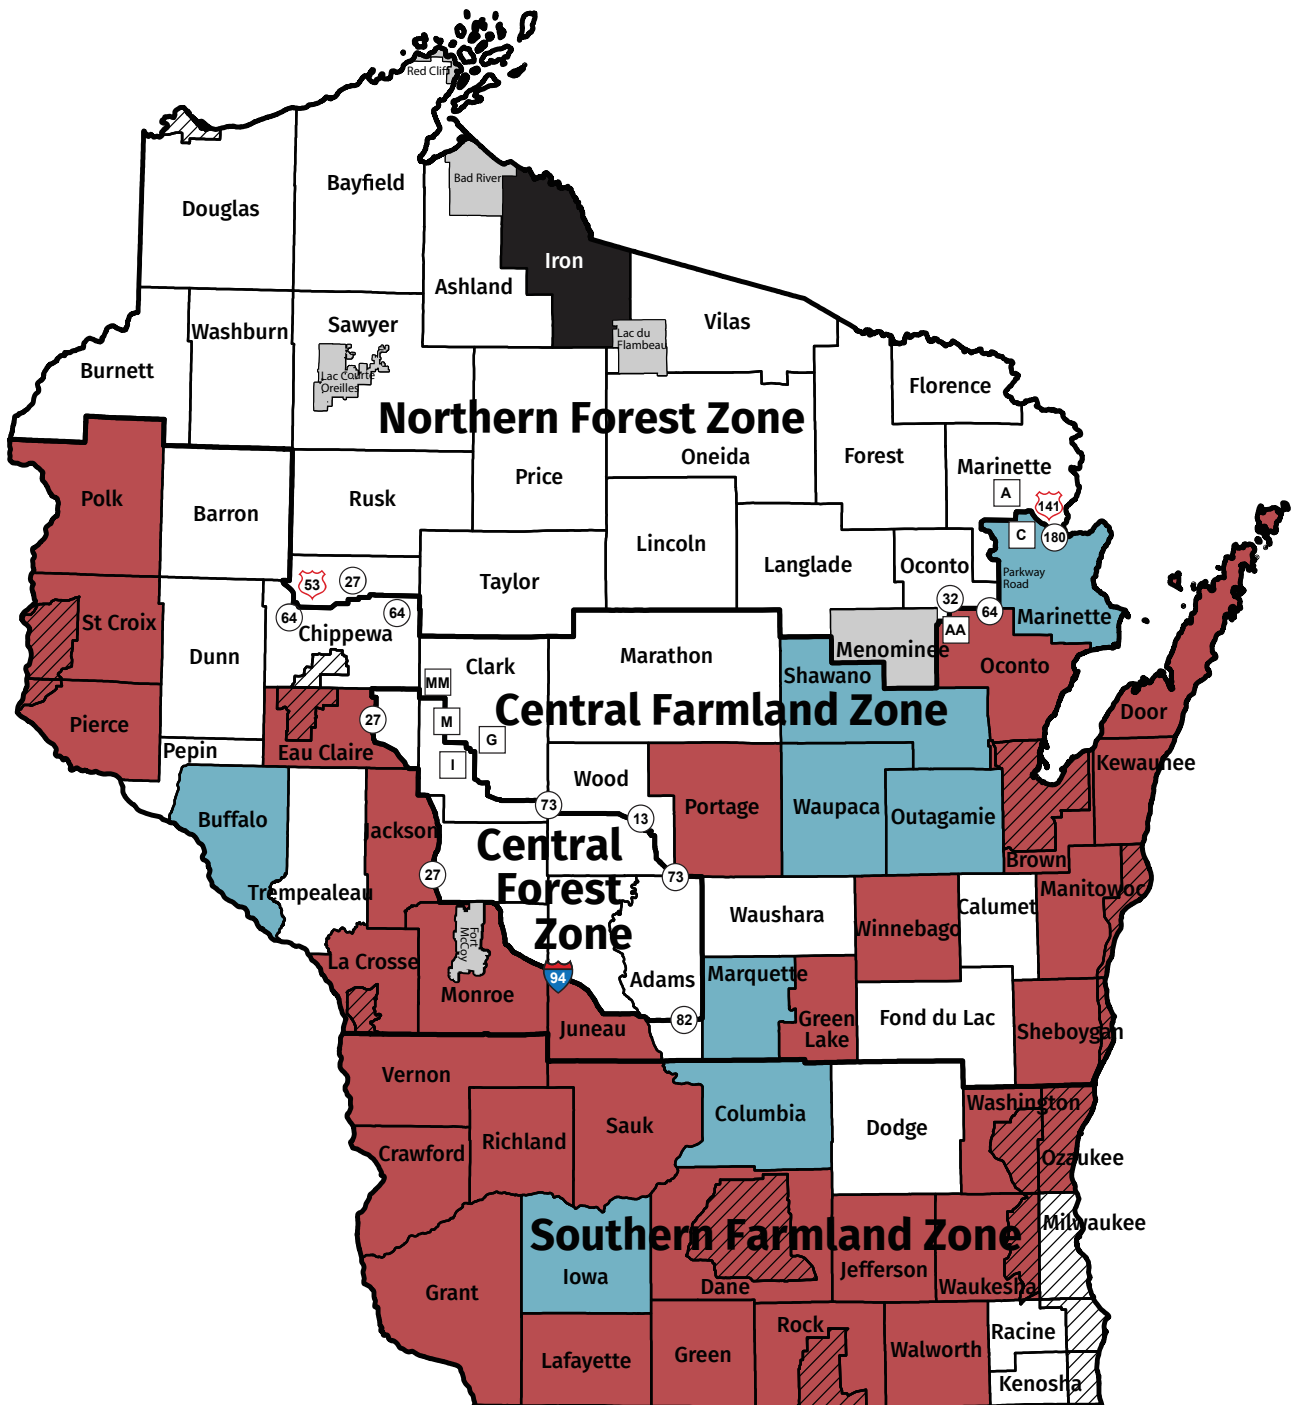 Red Cliff
Bad River
Bayfield
Douglas
Iron
Ashland
Vilas
Washburn
Sawyer
Lac du
Flambeau
Burnett
Lac Courte
Oreilles
Florence
Northern Forest Zone
Oneida
Forest
Marinette
Price
Polk
Rusk
A
141
Barron
C
180
Lincoln
Langlade
Oconto
Parkway
Road
53
27
Taylor
32
64
Marinette
64
64
St Croix
Chippewa
AA
Menominee
Dunn
Clark
Marathon
Shawano
Oconto
MM
Central Farmland Zone
Door
Pierce
27
M
G
Pepin
Eau Claire
I
Wood
Kewaunee
73
13
Portage
Waupaca
Outagamie
Buffalo
Jackson
Central
Forest
Zone
Brown
27
73
Trempealeau
Manitowoc
Waushara
Calumet
Winnebago
Fort
McCoy
La Crosse
94
Adams
Marquette
Monroe
82
Green
Lake
Fond du Lac
Juneau
Sheboygan
Vernon
Columbia
Washington
Sauk
Dodge
Richland
Crawford
Ozaukee
Milwaukee
Southern Farmland Zone
Iowa
Dane
Jefferson
Waukesha
Grant
Rock
Racine
Lafayette
Green
Walworth
Kenosha